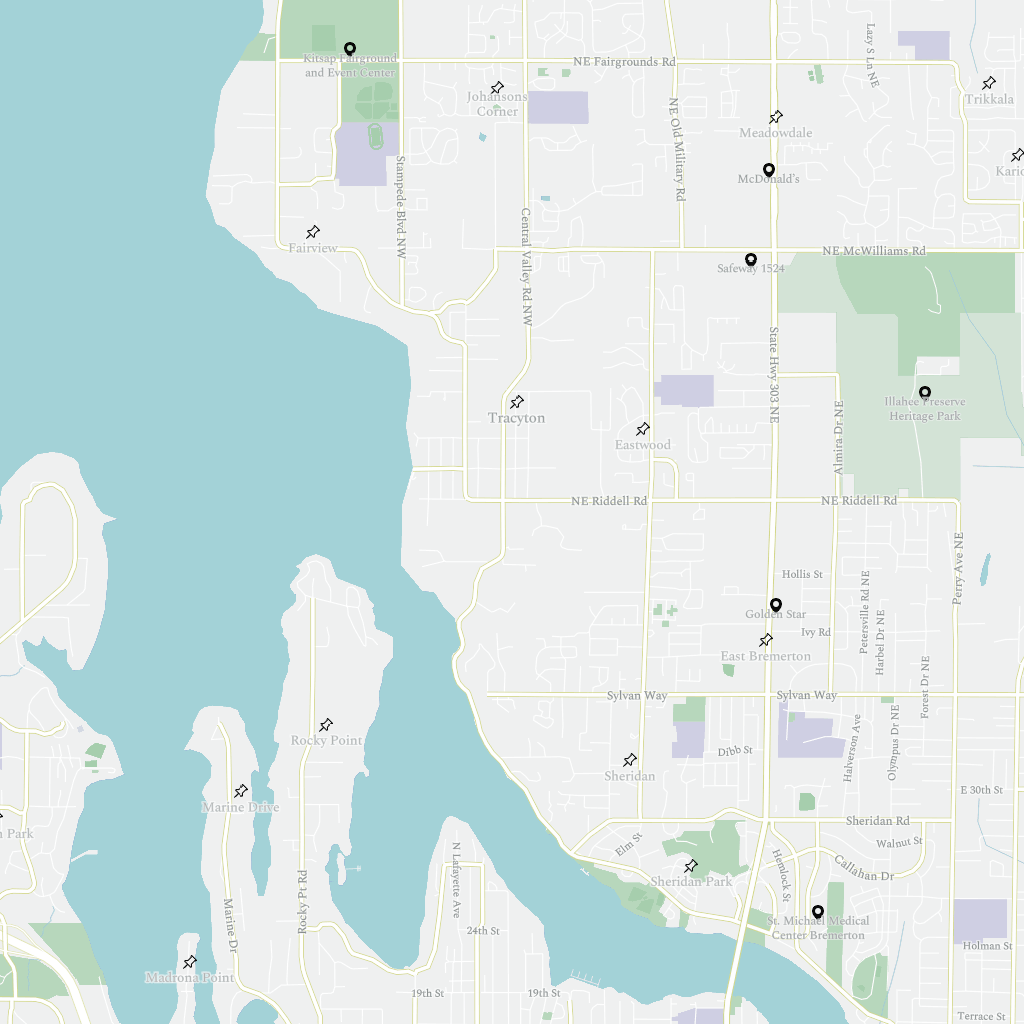 Kitsap Fairground
and Event Center
NE Fairgrounds Rd
Lazy S Ln NE
Johansons
Corner
Trikkala
NE Old Military Rd
Meadowdale
McDonald's
Stampede Blvd NW
Fairview
Central Valley Rd NW
NE McWilliams Rd
Safeway 1524
State Hwy 303 NE
Illahee Preserve
Heritage Park
Tracyton
Eastwood
Almira Dr NE
NE Riddell Rd
NE Riddell Rd
Perry Ave NE
Hollis St
Petersville Rd NE
Golden Star
Harbel Dr NE
Ivy Rd
East Bremerton
Forest Dr NE
Sylvan Way
Sylvan Way
Olympus Dr NE
Halverson Ave
Rocky Point
Dibb St
Sheridan
Marine Drive
E 30th St
n Park
Sheridan Rd
Elm St
Walnut St
N Lafayette Ave
Callahan Dr
Hemlock St
Sheridan Park
Rocky Pt Rd
Marine Dr
St. Michael Medical
Center Bremerton
24th St
Holman St
Madrona Point
19th St
19th St
Terrace St